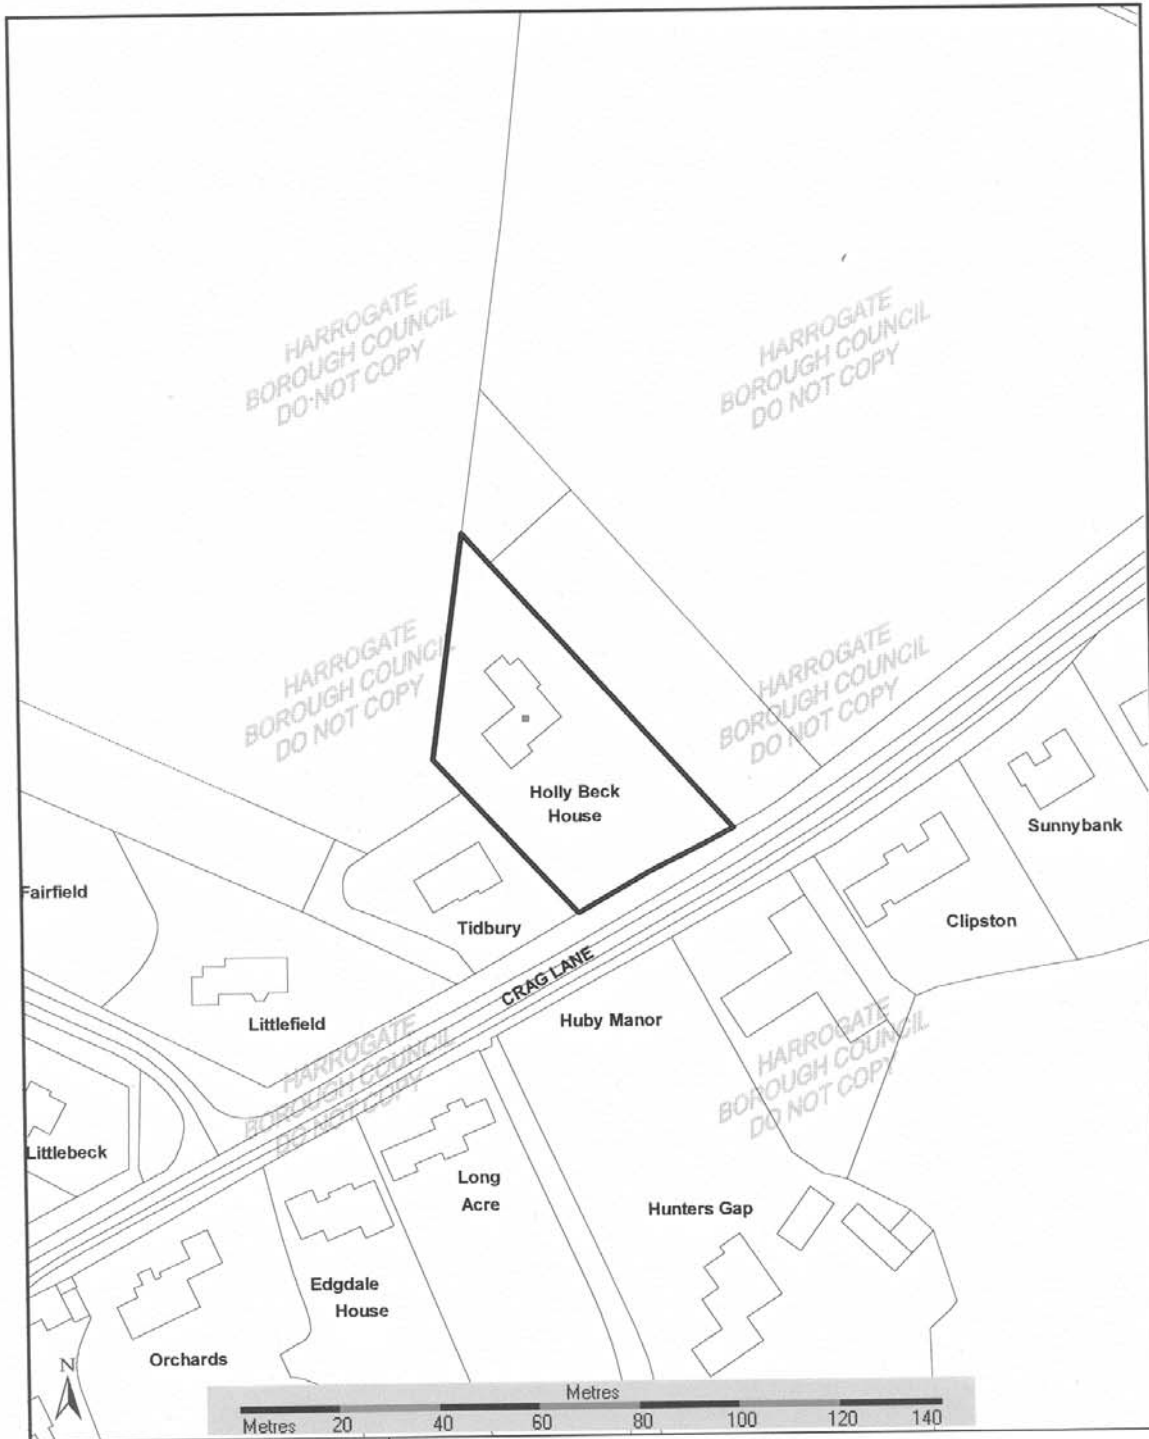 HARROGATE
BOROUGH COUNCIL
DO NOT COPY
HARROGATE
BOROUGH COUNCIL
DO NOT COPY
HARROGATE
BOROUGH COUNCIL
DO NOT COPY
HARROGATE
BOROUGH COUNCIL
DO NOT COPY
Holly Beck
House
Sunnybank
Fairfield
Tidbury
Clipston
CRAG LANE
Littlefield
Huby Manor
HARROGATE
BOROUGH COUNCIL
DO NOT COPY
HARROGATE
BOROUGH COUNCIL
DO NOT COPY
Littlebeck
Long
Acre
Hunters Gap
Edgdale
House
Orchards
N
Metres
Metres 20 40 60 80 100 120 140